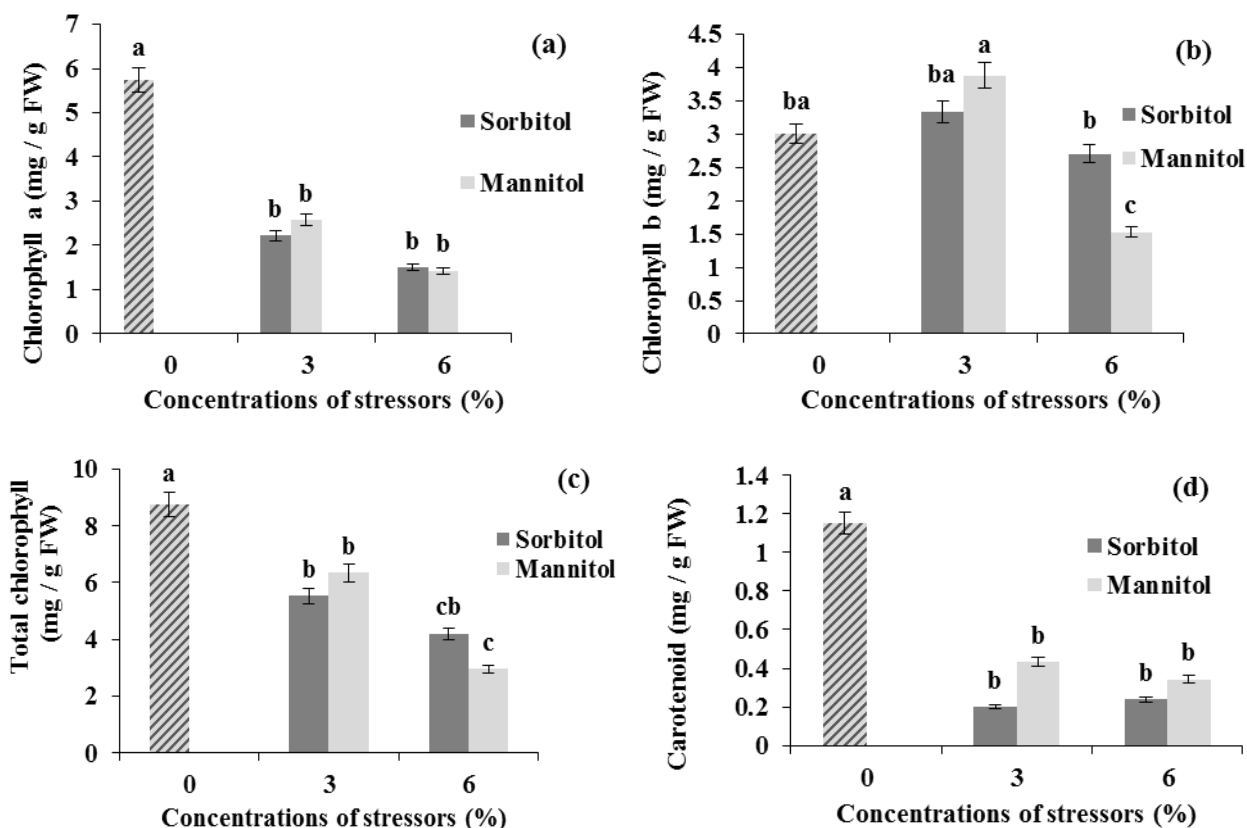 (a)
Chlorophyll a (mg / g FW)
7
6
5
4
3
2
1
0
a
b
b
b
b
Sorbitol
Mannitol
0
3
6
Concentrations of stressors (%)
(b)
Chlorophyll b (mg / g FW)
4.5
4
3.5
3
2.5
2
1.5
1
0.5
0
ba
ba
a
b
c
Sorbitol
Mannitol
0
3
6
Concentrations of stressors (%)
(c)
Total chlorophyll
(mg / g FW)
10
8
6
4
2
0
a
b
b
cb
c
Sorbitol
Mannitol
0
3
6
Concentrations of stressors (%)
(d)
Carotenoid (mg / g FW)
1.4
1.2
1
0.8
0.6
0.4
0.2
0
a
b
b
b
b
Sorbitol
Mannitol
0
3
6
Concentrations of stressors (%)